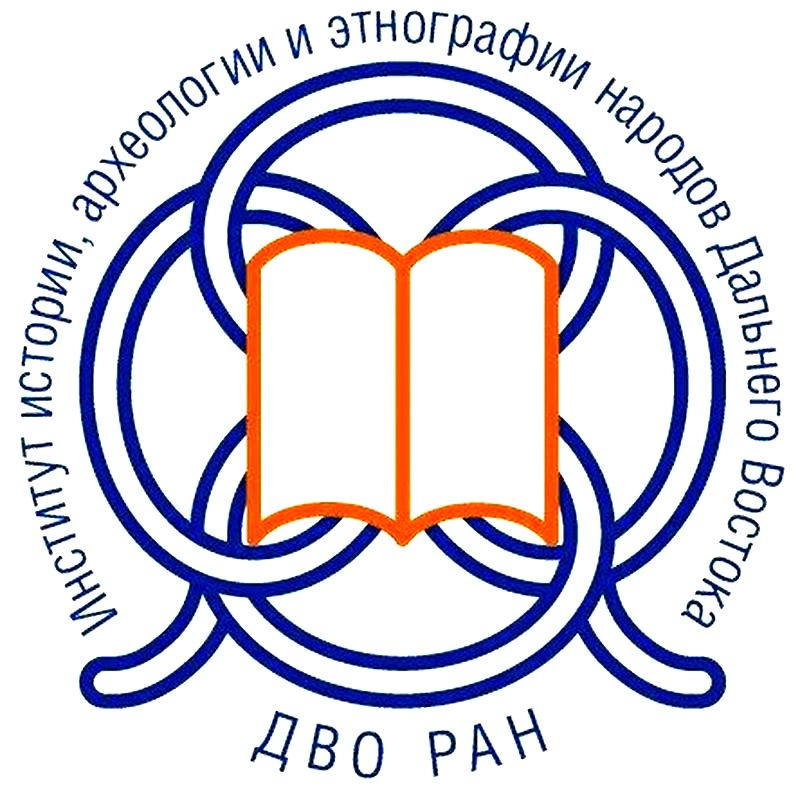 Институт истории, археологии и этнографии народов Дальнего Востока
ДВО РАН